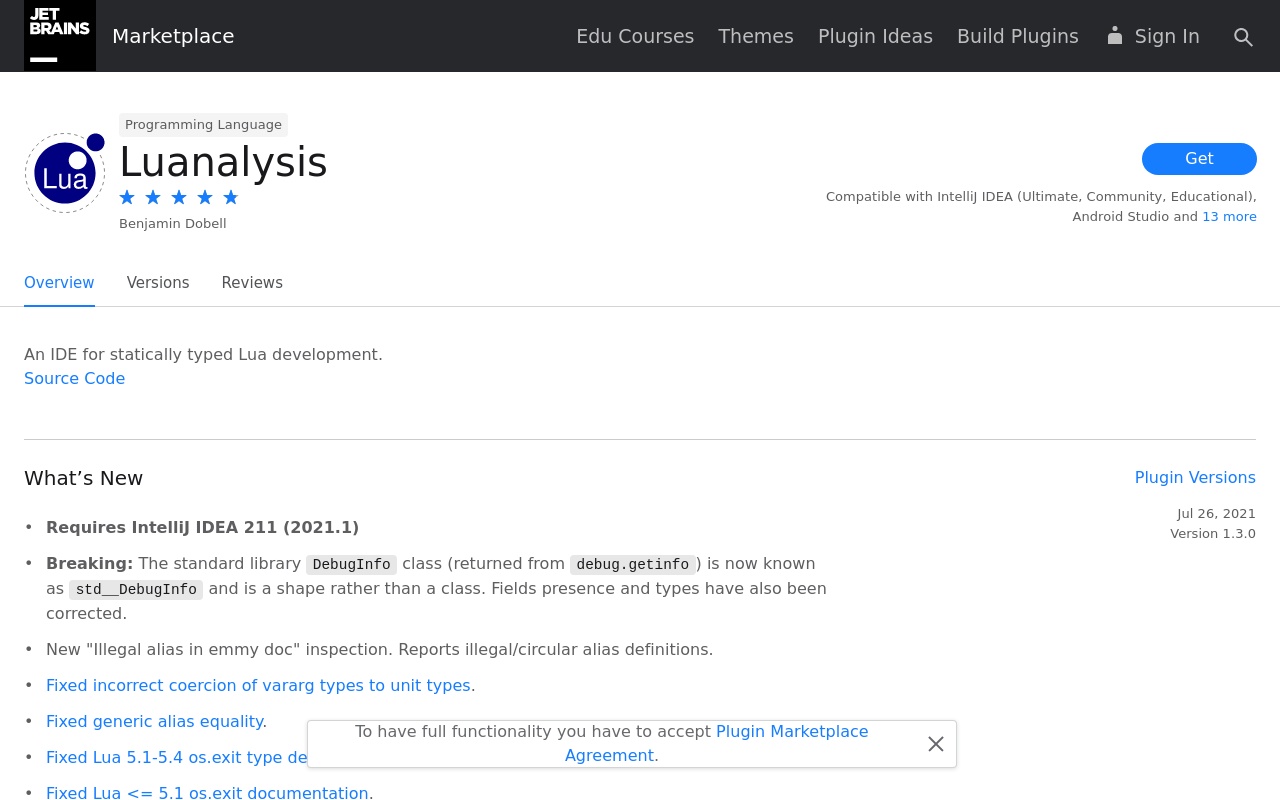 JET
BRAINS
Marketplace
Edu Courses
Themes
Plugin Ideas
Build Plugins
Sign In
Programming Language
Lua
Luanalysis
Benjamin Dobell
Get
Compatible with IntelliJ IDEA (Ultimate, Community, Educational),
Android Studio and 13 more
Overview
Versions
Reviews
An IDE for statically typed Lua development.
Source Code
What’s New
Plugin Versions
Jul 26, 2021
Version 1.3.0
• Requires IntelliJ IDEA 211 (2021.1)
• Breaking: The standard library DebugInfo class (returned from debug.getinfo) is now known
as std__DebugInfo and is a shape rather than a class. Fields presence and types have also been
corrected.
• New "Illegal alias in emmy doc" inspection. Reports illegal/circular alias definitions.
• Fixed incorrect coercion of vararg types to unit types.
• Fixed generic alias equality.
• Fixed Lua 5.1-5.4 os.exit type de
• Fixed Lua <= 5.1 os.exit documentation.
To have full functionality you have to accept Plugin Marketplace
Agreement.